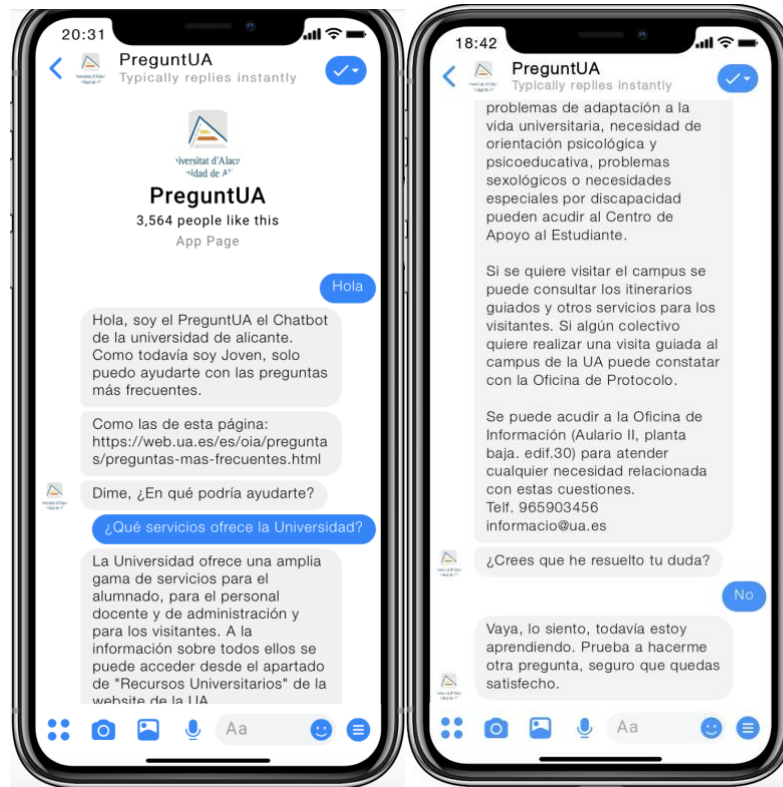 20:31
PreguntUA
Typically replies instantly
PreguntUA
3,564 people like this
App Page
Hola
Hola, soy el PreguntUA el Chatbot
de la universidad de alicante.
Como todavía soy Joven, solo
puedo ayudarte con las preguntas
más frecuentes.
Como las de esta página:
https://web.ua.es/es/oia/pregunta
s/preguntas-mas-frecuentes.html
Dime, ¿En qué podría ayudarte?
¿Qué servicios ofrece la Universidad?
La Universidad ofrece una amplia
gama de servicios para el
alumnado, para el personal
docente y de administración y
para los visitantes. A la
información sobre todos ellos se
puede acceder desde el apartado
de "Recursos Universitarios" de la
website de la UA
Aa
18:42
PreguntUA
Typically replies instantly
problemas de adaptación a la
vida universitaria, necesidad de
orientación psicológica y
psicoeducativa, problemas
sexológicos o necesidades
especiales por discapacidad
pueden acudir al Centro de
Apoyo al Estudiante.
Si se quiere visitar el campus se
puede consultar los itinerarios
guiados y otros servicios para los
visitantes. Si algún colectivo
quiere realizar una visita guiada al
campus de la UA puede constatar
con la Oficina de Protocolo.
Se puede acudir a la Oficina de
Información (Aulario II, planta
baja. edif.30) para atender
cualquier necesidad relacionada
con estas cuestiones.
Telf. 965903456
informacio@ua.es
¿Crees que he resuelto tu duda?
No
Vaya, lo siento, todavía estoy
aprendiendo. Prueba a hacerme
otra pregunta, seguro que quedas
satisfecho.
Aa